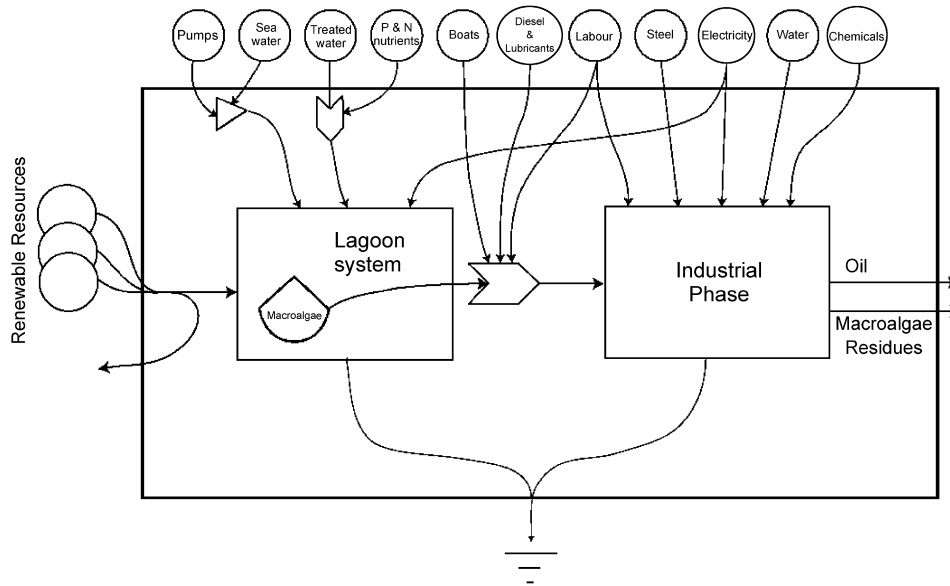 Pumps
Sea
water
Treated
water
P & N
nutrients
Boats
Diesel
&
Lubricants
Labour
Steel
Electricity
Water
Chemicals
Renewable Resources
Lagoon
system
Macroalgae
Industrial
Phase
Oil
Macroalgae
Residues